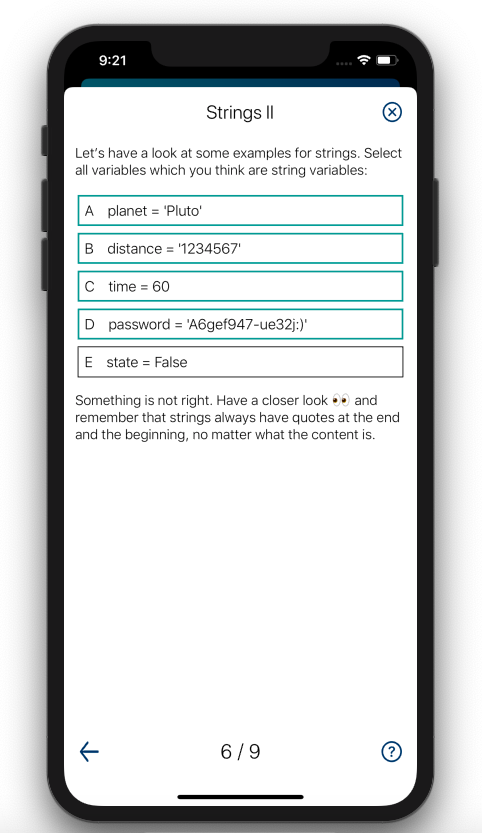 9:21
Strings II
Let’s have a look at some examples for strings. Select
all variables which you think are string variables:
A planet = 'Pluto'
B distance = '1234567'
C time = 60
D password = 'A6gef947-ue32j:)'
E state = False
Something is not right. Have a closer look 👀 and
remember that strings always have quotes at the end
and the beginning, no matter what the content is.
6 / 9
?